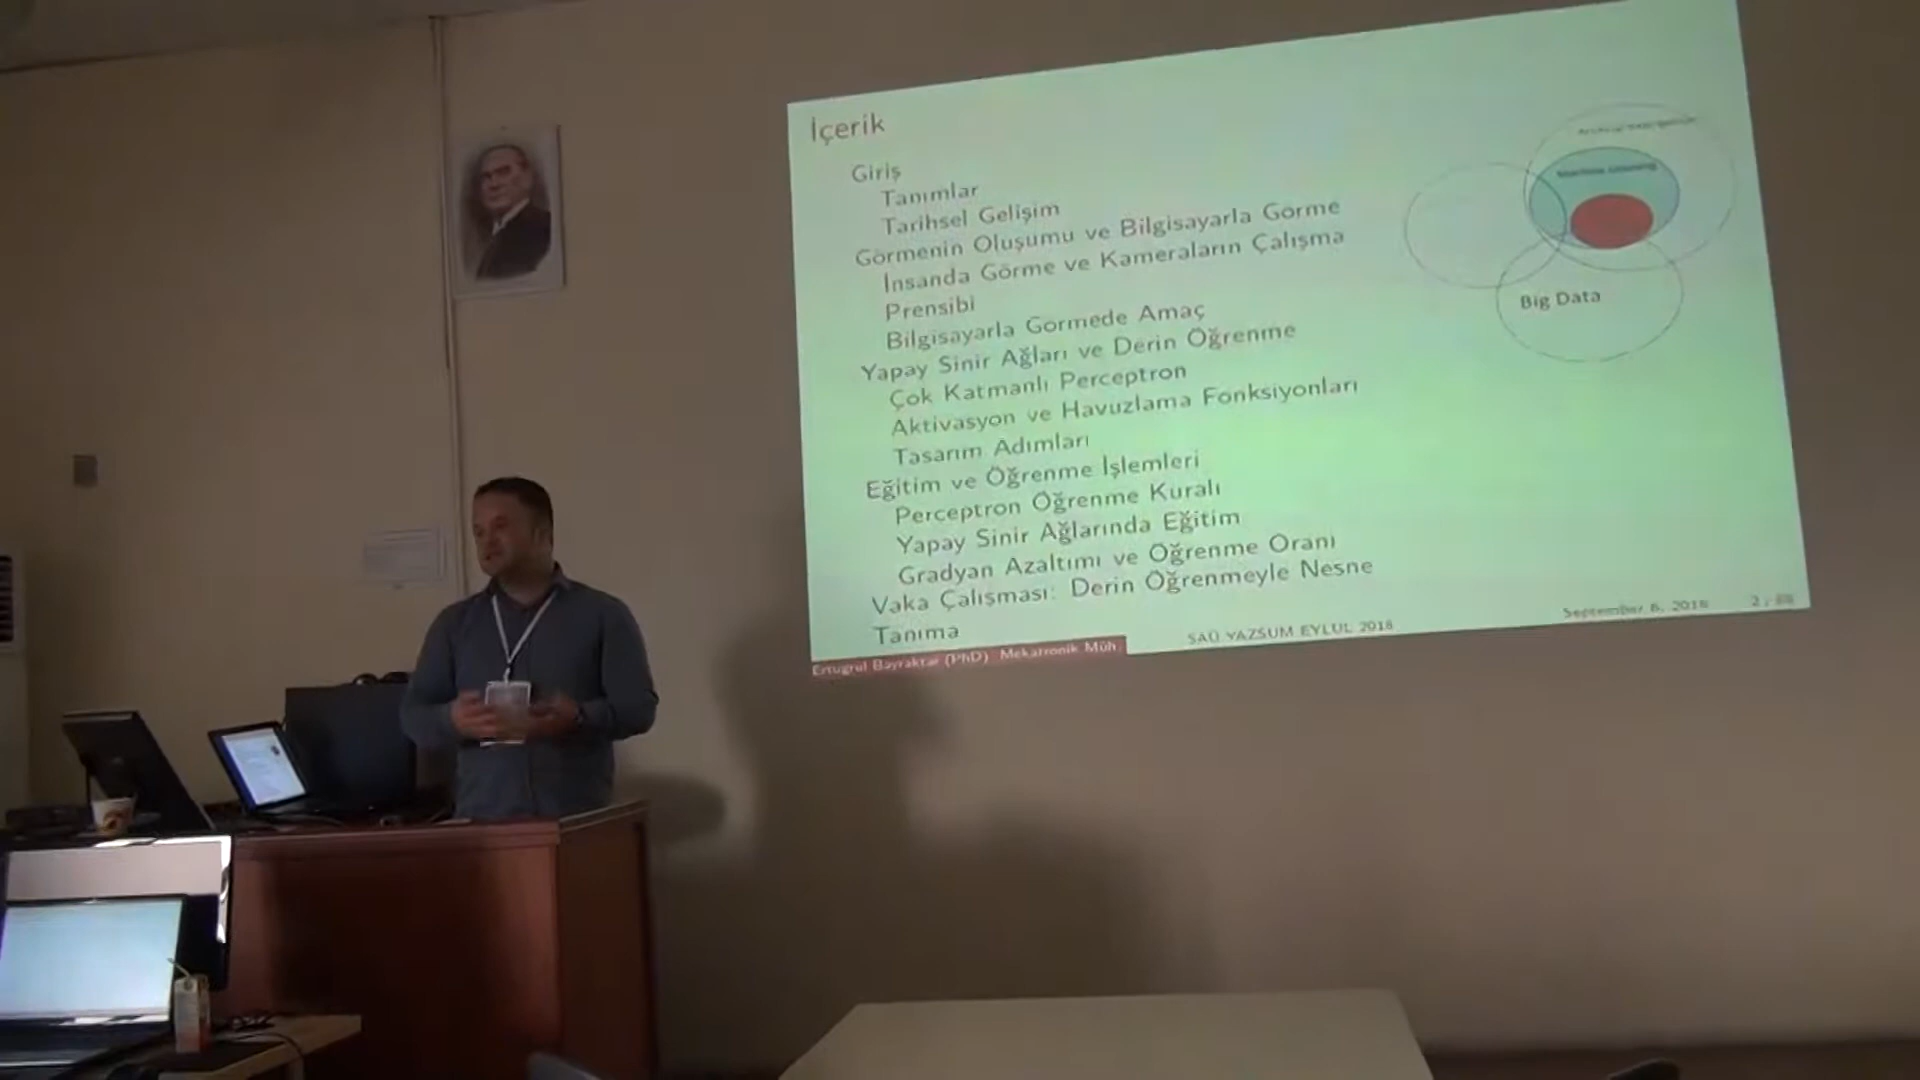 İçerik
Giriş
Tanımlar
Tarihsel Gelişim
Görmenin Oluşumu ve Bilgisayarla Görme
İnsanda Görme ve Kameraların Çalışma
Prensibi
Bilgisayarla Görmede Amaç
Yapay Sinir Ağları ve Derin Öğrenme
Çok Katmanlı Perceptron
Aktivasyon ve Havuzlama Fonksiyonları
Tasarım Adımları
Eğitim ve Öğrenme İşlemleri
Perceptron Öğrenme Kuralı
Yapay Sinir Ağlarında Eğitim
Gradyan Azaltımı ve Öğrenme Oranı
Vaka Çalışması: Derin Öğrenmeyle Nesne
Tanıma
Machine Learning
Big Data
Ertuğrul Bayraktar (PhD) Mekatronik Müh.
SAÜ YAZSUM EYLÜL 2018
September 6, 2018